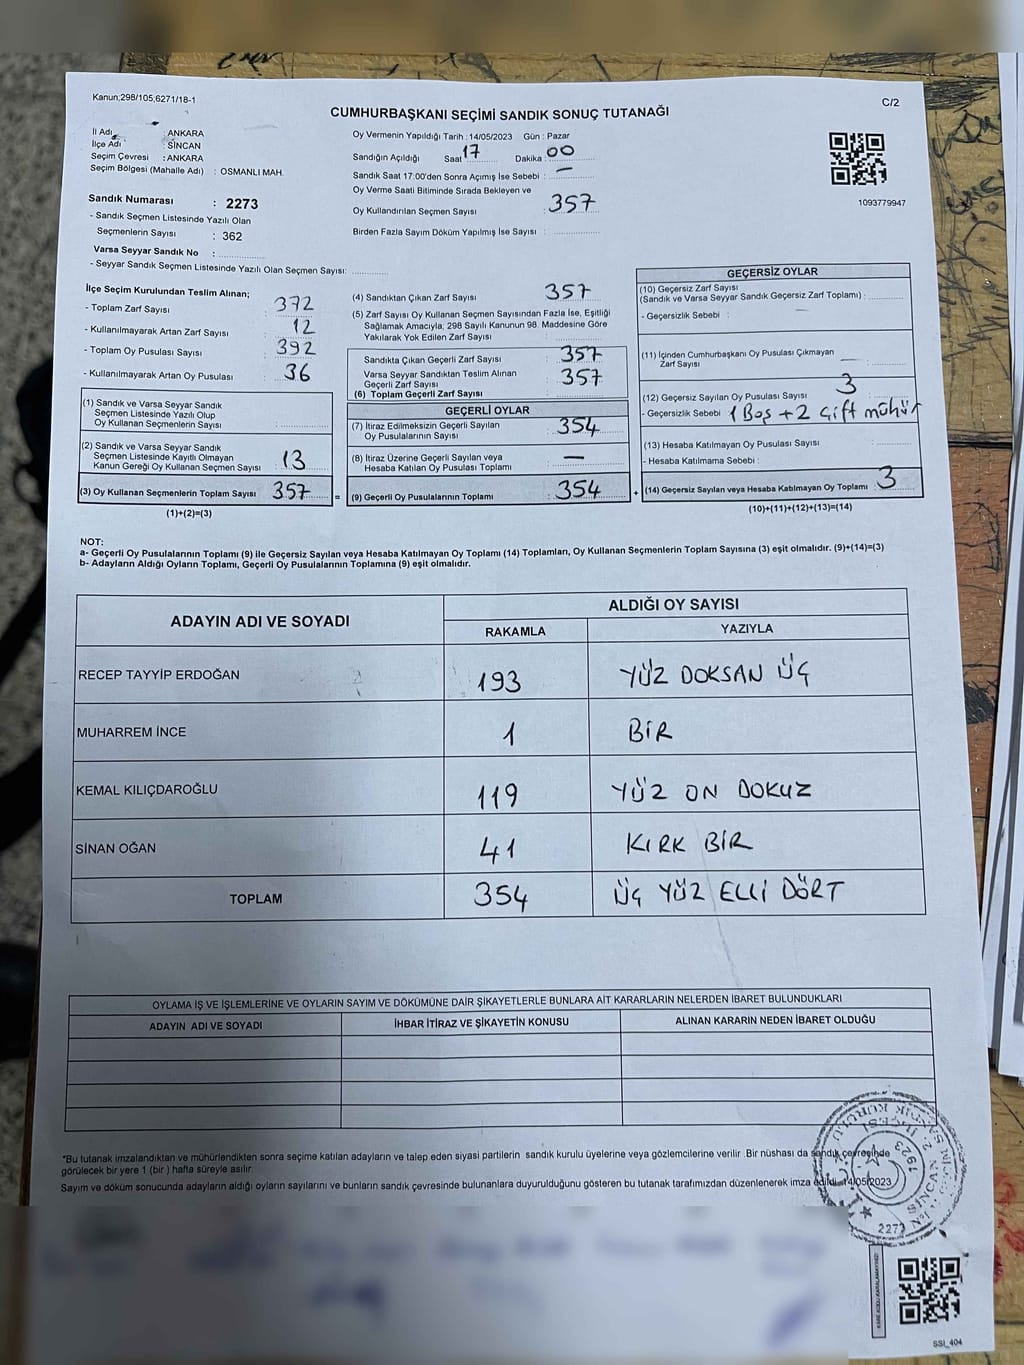 Kanun;298/105,6271/18-1
C/2
CUMHURBAŞKANI SEÇİMİ SANDIK SONUÇ TUTANAĞI
İl Adı : ANKARA
İlçe Adı : SİNCAN
Seçim Çevresi : ANKARA
Seçim Bölgesi (Mahalle Adı) : OSMANLI MAH.
Sandık Numarası : 2273
- Sandık Seçmen Listesinde Yazılı Olan
Seçmenlerin Sayısı : 362
Varsa Seyyar Sandık No :
- Seyyar Sandık Seçmen Listesinde Yazılı Olan Seçmen Sayısı:
Oy Vermenin Yapıldığı Tarih :14/05/2023 Gün : Pazar
Sandığın Açıldığı Saat 17 Dakika : 00
Sandık Saat 17:00'den Sonra Açımış İse Sebebi : —
Oy Verme Saati Bitiminde Sırada Bekleyen ve
Oy Kullandırılan Seçmen Sayısı : 357
Birden Fazla Sayım Döküm Yapılmış İse Sayısı :
1093779947
İlçe Seçim Kurulundan Teslim Alınan;
- Toplam Zarf Sayısı : 372
- Kullanılmayarak Artan Zarf Sayısı : 12
- Toplam Oy Pusulası Sayısı : 392
- Kullanılmayarak Artan Oy Pusulası : 36
(1) Sandık ve Varsa Seyyar Sandık
Seçmen Listesinde Yazılı Olup
Oy Kullanan Seçmenlerin Sayısı :
(2) Sandık ve Varsa Seyyar Sandık
Seçmen Listesinde Kayıtlı Olmayan
Kanun Gereği Oy Kullanan Seçmen Sayısı : 13
(3) Oy Kullanan Seçmenlerin Toplam Sayısı : 357 =
(1)+(2)=(3)
(4) Sandıktan Çıkan Zarf Sayısı : 357
(5) Zarf Sayısı Oy Kullanan Seçmen Sayısından Fazla İse, Eşitliği
Sağlamak Amacıyla; 298 Sayılı Kanunun 98. Maddesine Göre
Yakılarak Yok Edilen Zarf Sayısı :
Sandıkta Çıkan Geçerli Zarf Sayısı : 357
Varsa Seyyar Sandıktan Teslim Alınan
Geçerli Zarf Sayısı : 357
(6) Toplam Geçerli Zarf Sayısı :
GEÇERLİ OYLAR
(7) İtiraz Edilmeksizin Geçerli Sayılan
Oy Pusulalarının Sayısı : 354
(8) İtiraz Üzerine Geçerli Sayılan veya
Hesaba Katılan Oy Pusulası Toplamı : —
(9) Geçerli Oy Pusulalarının Toplamı : 354 +
GEÇERSİZ OYLAR
(10) Geçersiz Zarf Sayısı
(Sandık ve Varsa Seyyar Sandık Geçersiz Zarf Toplamı) :
- Geçersizlik Sebebi : —
(11) İçinden Cumhurbaşkanı Oy Pusulası Çıkmayan
Zarf Sayısı : —
(12) Geçersiz Sayılan Oy Pusulası Sayısı : 3
- Geçersizlik Sebebi : 1 Boş + 2 çift mühür
(13) Hesaba Katılmayan Oy Pusulası Sayısı :
- Hesaba Katılmama Sebebi :
(14) Geçersiz Sayılan veya Hesaba Katılmayan Oy Toplamı : 3
(10)+(11)+(12)+(13)=(14)
NOT:
a- Geçerli Oy Pusulalarının Toplamı (9) ile Geçersiz Sayılan veya Hesaba Katılmayan Oy Toplamı (14) Toplamları, Oy Kullanan Seçmenlerin Toplam Sayısına (3) eşit olmalıdır. (9)+(14)=(3)
b- Adayların Aldığı Oyların Toplamı, Geçerli Oy Pusulalarının Toplamına (9) eşit olmalıdır.
ADAYIN ADI VE SOYADI
ALDIĞI OY SAYISI
RAKAMLA YAZIYLA
RECEP TAYYİP ERDOĞAN 193 YÜZ DOKSAN ÜÇ
MUHARREM İNCE 1 BİR
KEMAL KILIÇDAROĞLU 119 YÜZ ON DOKUZ
SİNAN OĞAN 41 KIRK BİR
TOPLAM 354 ÜÇ YÜZ ELLİ DÖRT
OYLAMA İŞ VE İŞLEMLERİNE VE OYLARIN SAYIM VE DÖKÜMÜNE DAİR ŞİKAYETLERLE BUNLARA AİT KARARLARIN NELERDEN İBARET BULUNDUKLARI
ADAYIN ADI VE SOYADI İHBAR İTİRAZ VE ŞİKAYETİN KONUSU ALINAN KARARIN NEDEN İBARET OLDUĞU
*Bu tutanak imzalandıktan ve mühürlendikten sonra seçime katılan adayların ve talep eden siyasi partilerin sandık kurulu üyelerine veya gözlemcilerine verilir. Bir nüshası da sandık çevresinde
görülecek bir yere 1 (bir ) hafta süreyle asılır.
Sayım ve döküm sonucunda adayların aldığı oyların sayılarını ve bunların sandık çevresinde bulunanlara duyurulduğunu gösteren bu tutanak tarafımızdan düzenlenerek imza edildi. 14/05/2023
SİNCAN
2273
SSI_404